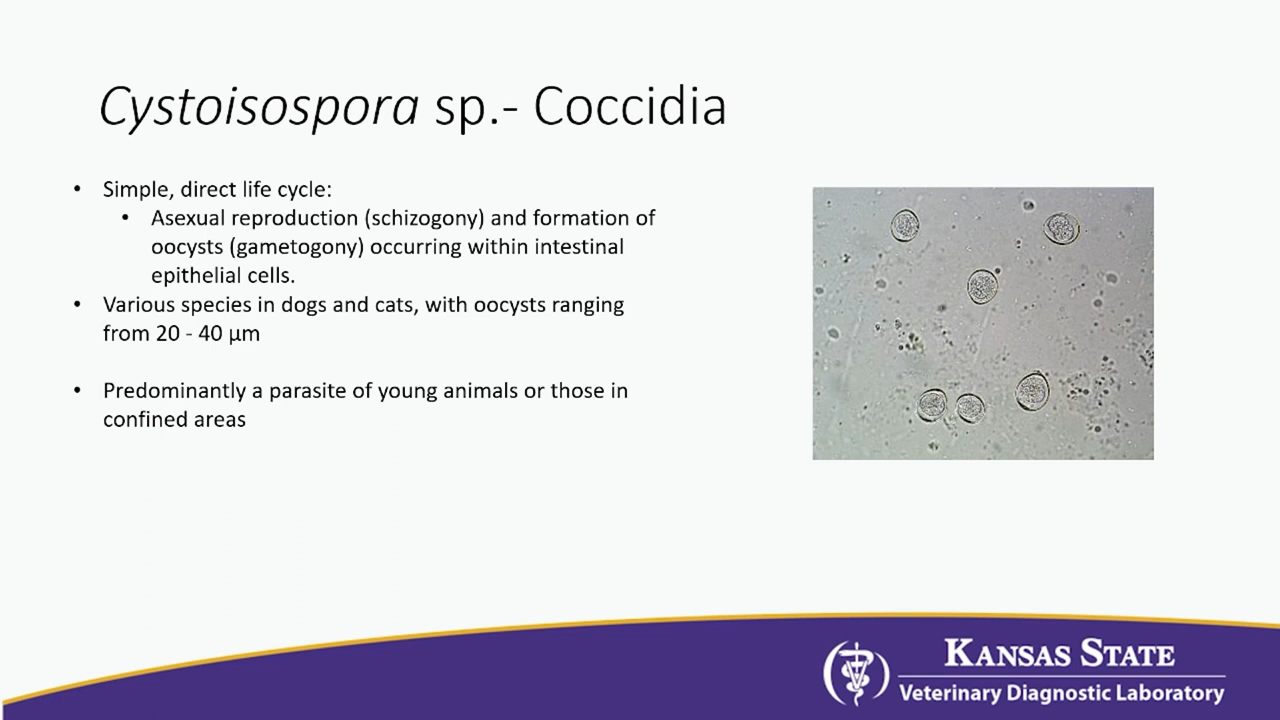 Cystoisospora sp.- Coccidia
• Simple, direct life cycle:
• Asexual reproduction (schizogony) and formation of
oocysts (gametogony) occurring within intestinal
epithelial cells.
• Various species in dogs and cats, with oocysts ranging
from 20 - 40 µm
• Predominantly a parasite of young animals or those in
confined areas
KANSAS STATE
Veterinary Diagnostic Laboratory